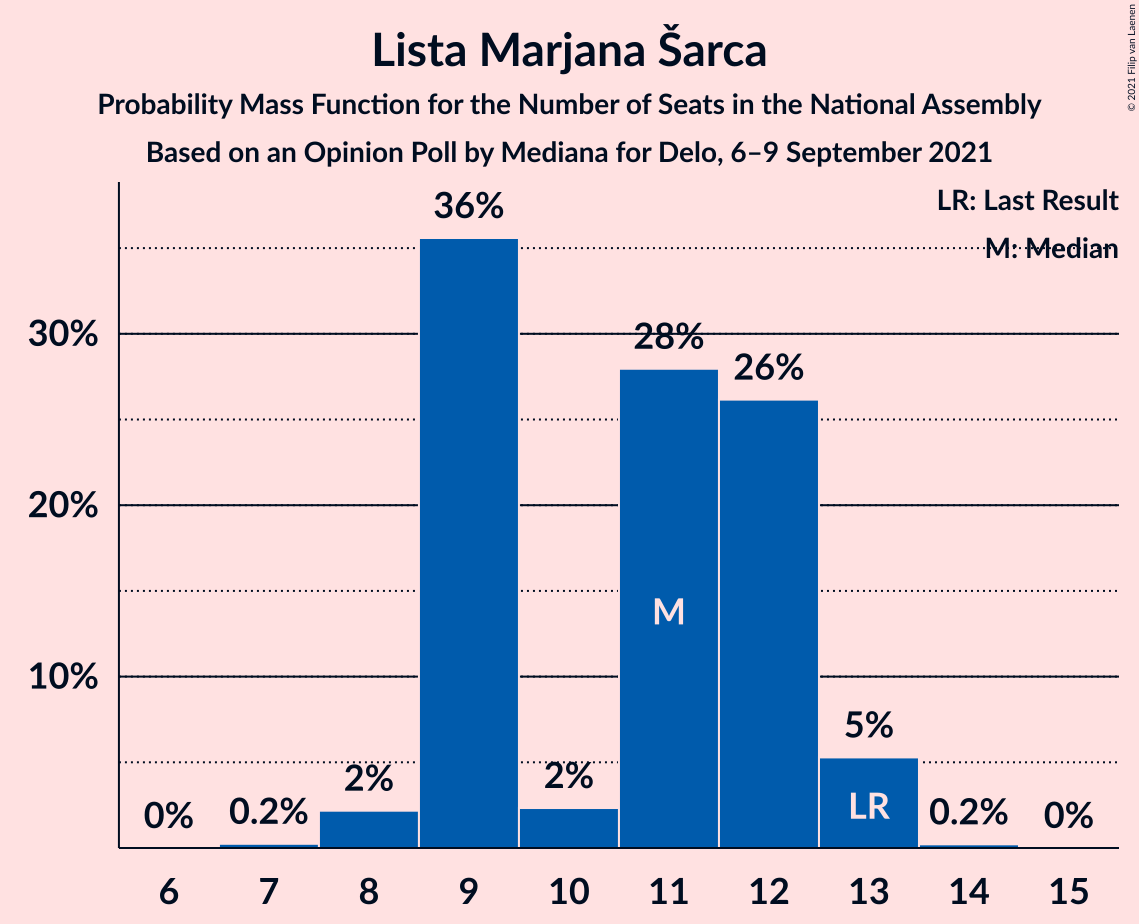 Lista Marjana Šarca
Probability Mass Function for the Number of Seats in the National Assembly
Based on an Opinion Poll by Mediana for Delo, 6–9 September 2021
© 2021 Filip van Laenen
LR: Last Result
M: Median
30%
20%
10%
0%
0.2%
2%
36%
2%
28%
26%
5%
0.2%
0%
M
LR
6 7 8 9 10 11 12 13 14 15